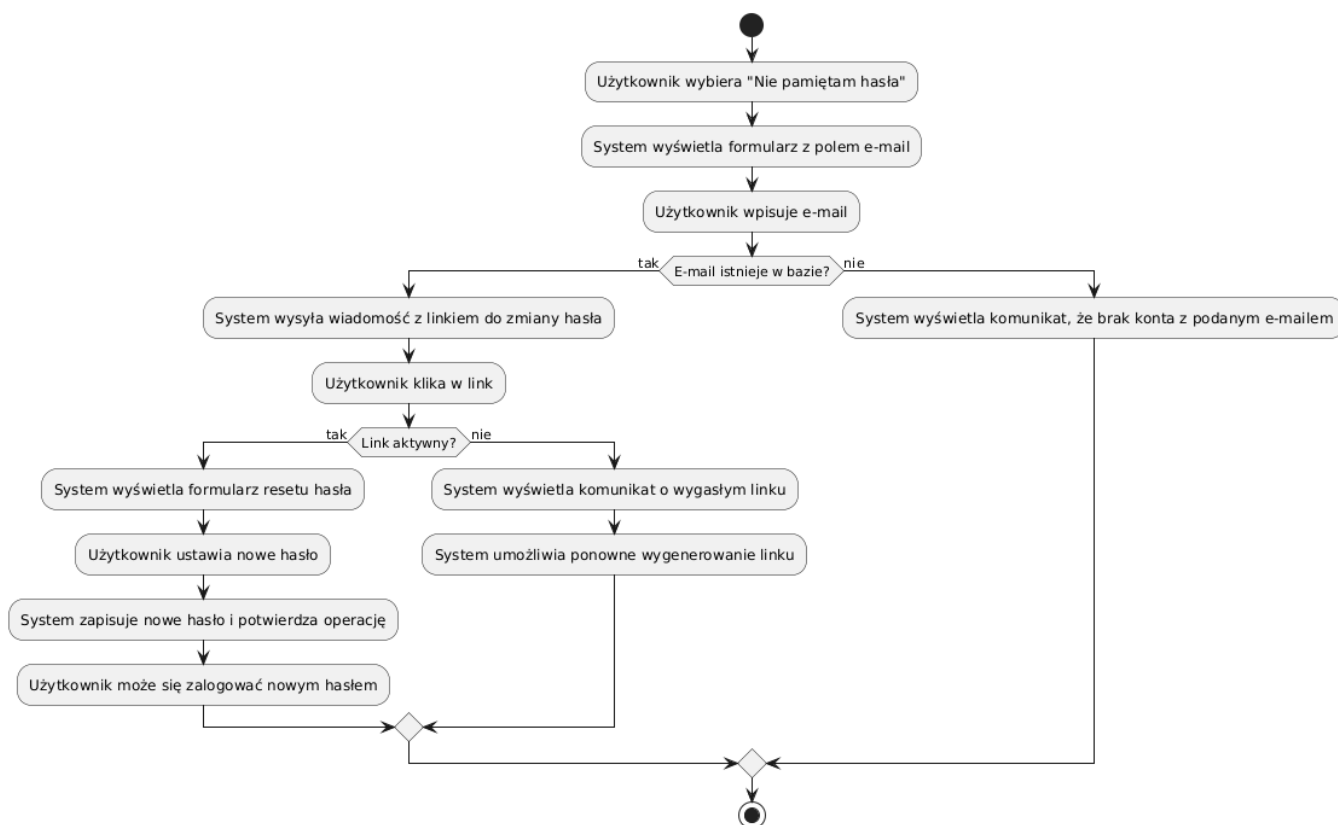 Użytkownik wybiera "Nie pamiętam hasła"
System wyświetla formularz z polem e-mail
Użytkownik wpisuje e-mail
E-mail istnieje w bazie?
tak
nie
System wysyła wiadomość z linkiem do zmiany hasła
System wyświetla komunikat, że brak konta z podanym e-mailem
Użytkownik klika w link
Link aktywny?
tak
nie
System wyświetla formularz resetu hasła
System wyświetla komunikat o wygasłym linku
Użytkownik ustawia nowe hasło
System umożliwia ponowne wygenerowanie linku
System zapisuje nowe hasło i potwierdza operację
Użytkownik może się zalogować nowym hasłem